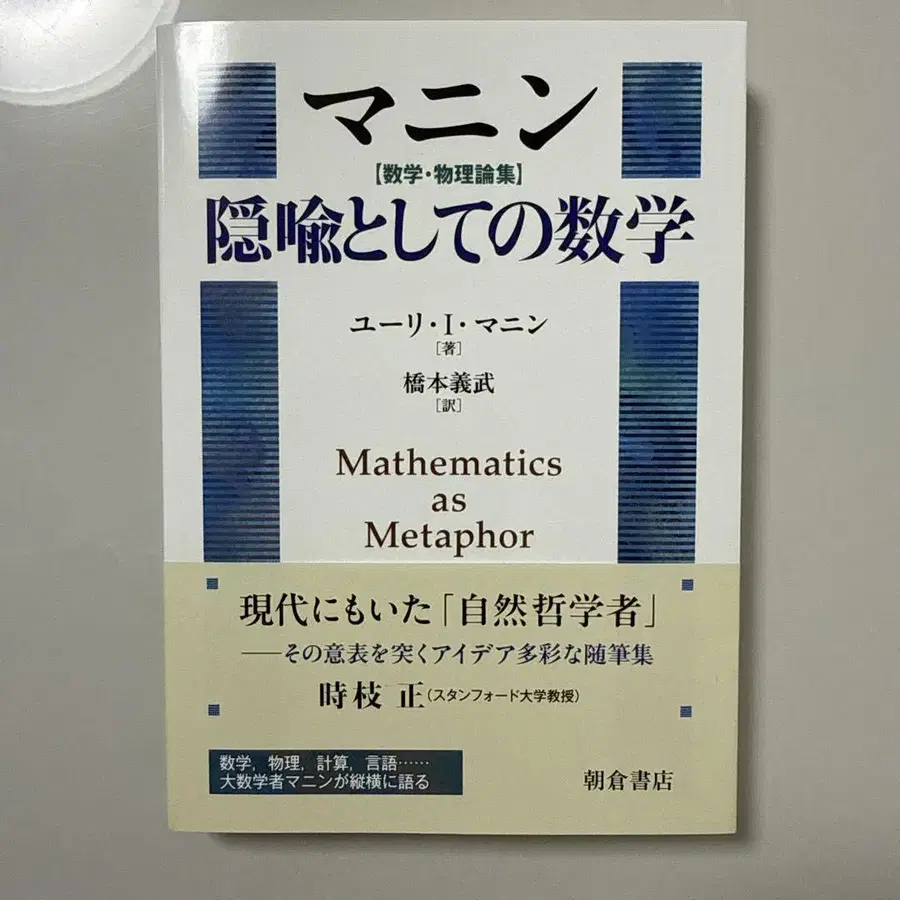 マニン
【数学・物理論集】
隠喩としての数学
ユーリ・I・マニン
［著］
橋本義武
［訳］
Mathematics
as
Metaphor
現代にもいた「自然哲学者」
――その意表を突くアイデア多彩な随筆集
時枝 正（スタンフォード大学教授）
数学，物理，計算，言語……
大数学者マニンが縦横に語る
朝倉書店